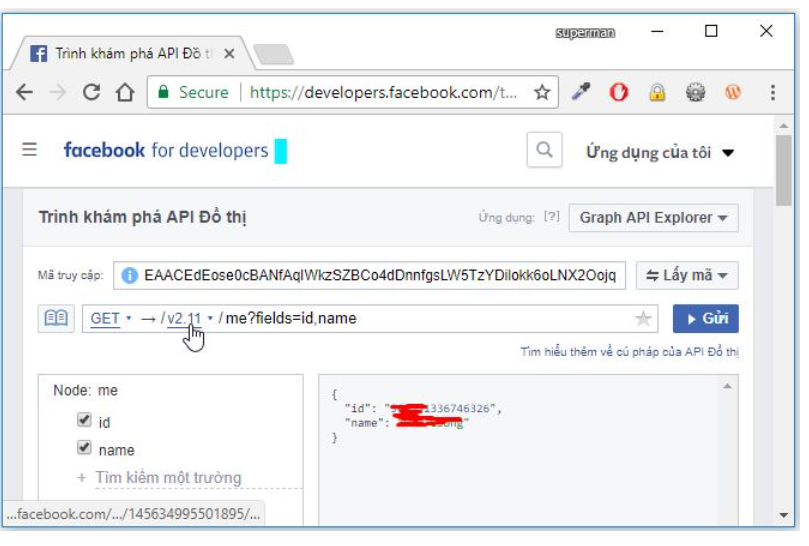 superman
Trình khám phá API Đồ t
Secure | https://developers.facebook.com/t...
facebook for developers
Ứng dụng của tôi
Trình khám phá API Đồ thị
Ứng dụng: [?] Graph API Explorer
Mã truy cập: EAACEdEose0cBANfAqIWkzSZBCo4dDnnfgsLW5TzYDilokk6oLNX2Oojq Lấy mã
GET → / v2.11 / me?fields=id,name Gửi
Tìm hiểu thêm về cú pháp của API Đồ thị
Node: me
id
name
+ Tìm kiếm một trường
{
"id": "1336746326",
"name": "
}
...facebook.com/.../145634995501895/...